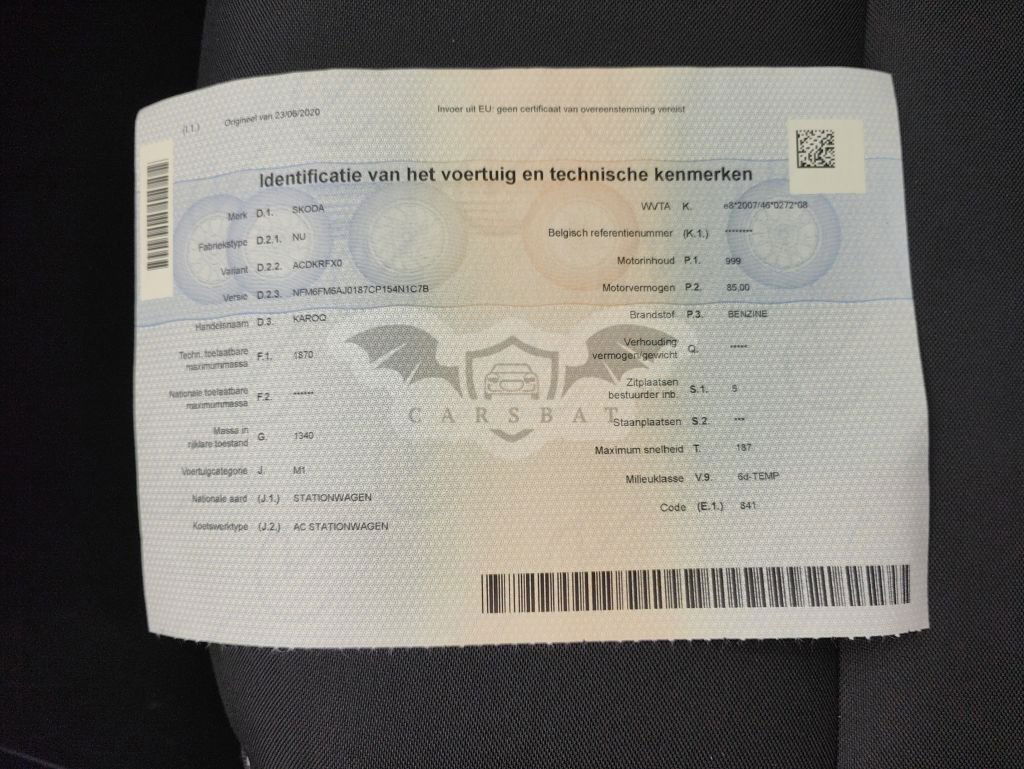 (I.1.) Origineel van 23/06/2020
Invoer uit EU: geen certificaat van overeenstemming vereist
Identificatie van het voertuig en technische kenmerken
Merk D.1. SKODA
Fabriekstype D.2.1. NU
Variant D.2.2. ACDKRFX0
Versie D.2.3. NFM6FM6AJ0187CP154N1C7B
Handelsnaam D.3. KAROQ
Techn. toelaatbare
maximummassa F.1. 1870
Nationale toelaatbare
maximummassa F.2. ******
Massa in
rijklare toestand G. 1340
Voertuigcategorie J. M1
Nationale aard (J.1.) STATIONWAGEN
Koetswerktype (J.2.) AC STATIONWAGEN
WVTA K. e8*2007/46*0272*08
Belgisch referentienummer (K.1.) ********
Motorinhoud P.1. 999
Motorvermogen P.2. 85,00
Brandstof P.3. BENZINE
Verhouding
vermogen/gewicht Q. *****
Zitplaatsen
bestuurder inb. S.1. 5
Staanplaatsen S.2. ***
Maximum snelheid T. 187
Milieuklasse V.9. 6d-TEMP
Code (E.1.) 841
CARSBAT